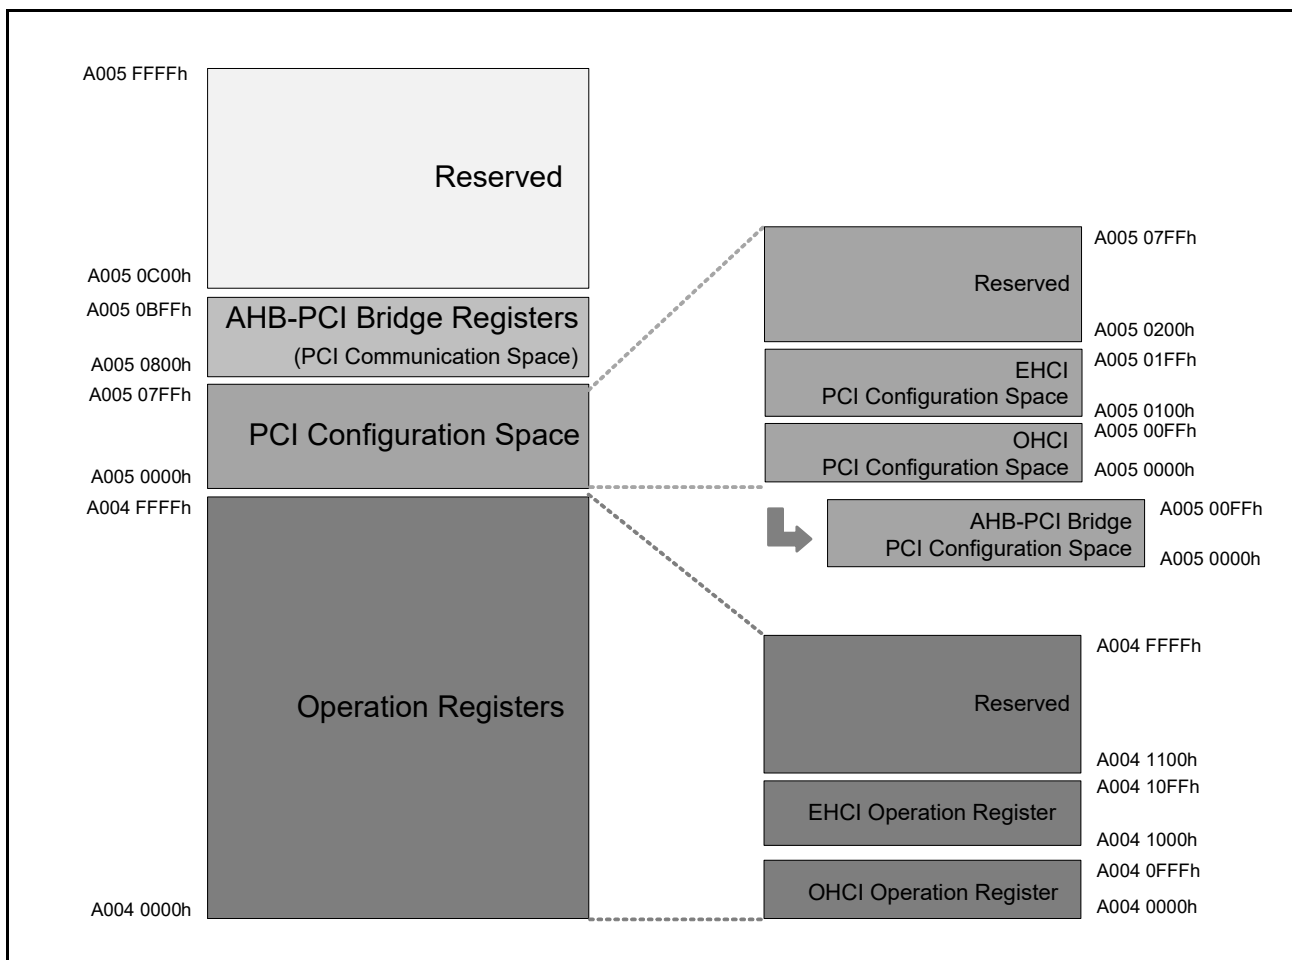 A005 FFFFh
Reserved
A005 0C00h
A005 0BFFh
AHB-PCI Bridge Registers
(PCI Communication Space)
A005 0800h
A005 07FFh
PCI Configuration Space
A005 0000h
A004 FFFFh
Operation Registers
A004 0000h
A005 07FFh
Reserved
A005 0200h
A005 01FFh
EHCI
PCI Configuration Space
A005 0100h
A005 00FFh
OHCI
PCI Configuration Space
A005 0000h
A005 00FFh
AHB-PCI Bridge
PCI Configuration Space
A005 0000h
A004 FFFFh
Reserved
A004 1100h
A004 10FFh
EHCI Operation Register
A004 1000h
A004 0FFFh
OHCI Operation Register
A004 0000h